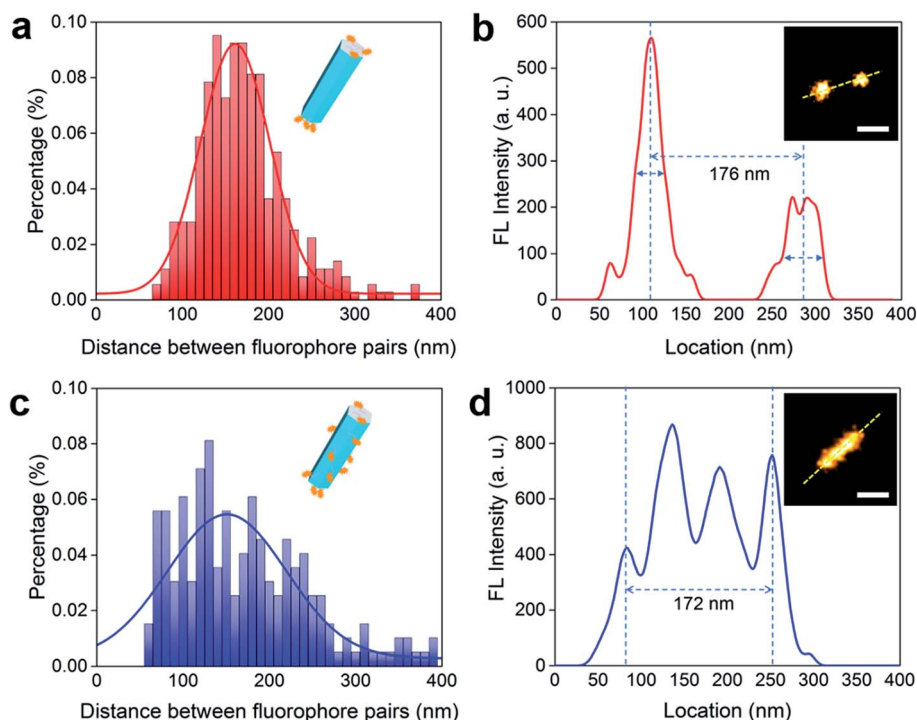 a
Percentage (%)
0.10
0.08
0.06
0.04
0.02
0.00
0 100 200 300 400
Distance between fluorophore pairs (nm)
b
FL Intensity (a. u.)
600
500
400
300
200
100
0
176 nm
0 50 100 150 200 250 300 350 400
Location (nm)
c
Percentage (%)
0.10
0.08
0.06
0.04
0.02
0.00
0 100 200 300 400
Distance between fluorophore pairs (nm)
d
FL Intensity (a. u.)
1000
800
600
400
200
0
172 nm
0 50 100 150 200 250 300 350 400
Location (nm)